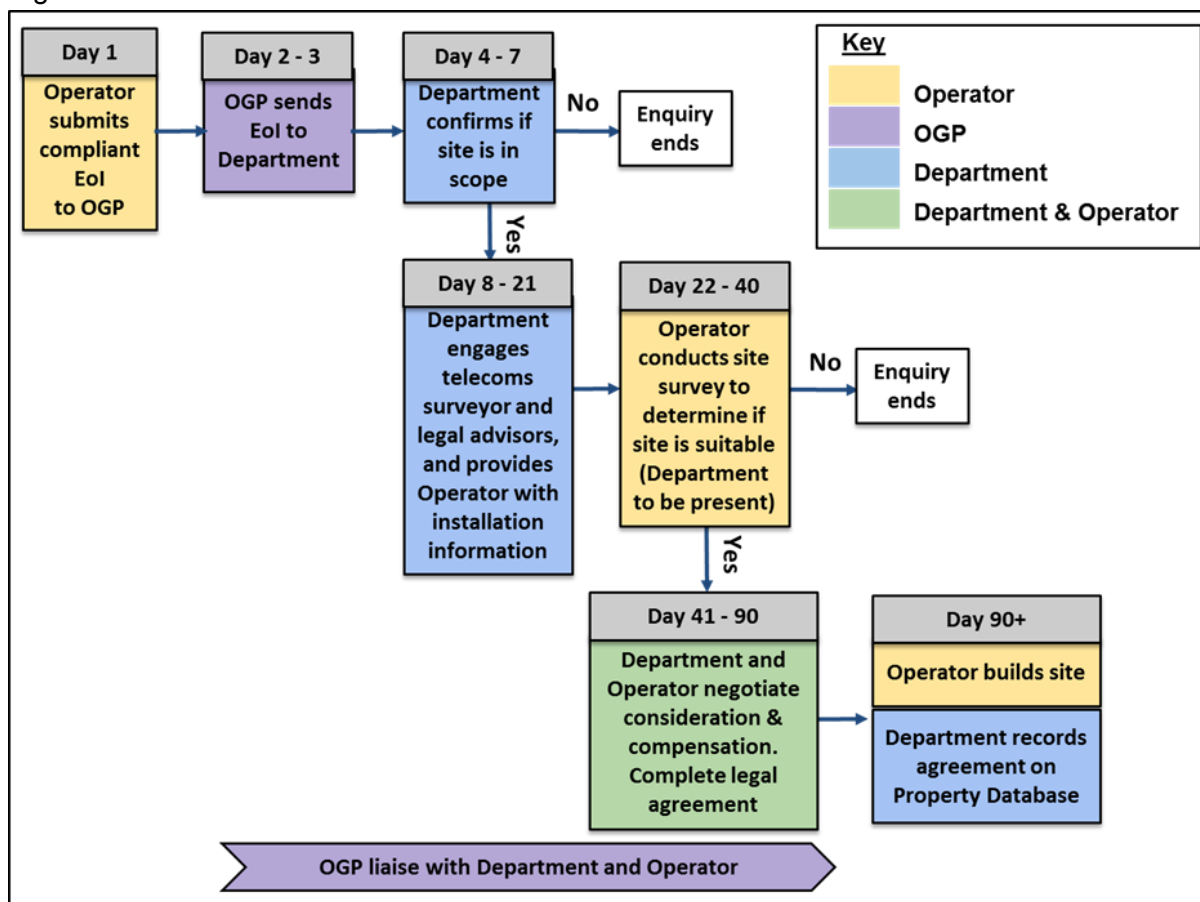 Day 1
Operator
submits
compliant
EoI
to OGP
Day 2 - 3
OGP sends
EoI to
Department
Day 4 - 7
Department
confirms if
site is in
scope
No
Enquiry
ends
Key
Operator
OGP
Department
Department & Operator
Yes
Day 8 - 21
Department
engages
telecoms
surveyor and
legal advisors,
and provides
Operator with
installation
information
Day 22 - 40
Operator
conducts site
survey to
determine if
site is suitable
(Department
to be present)
No
Enquiry
ends
Yes
Day 41 - 90
Department and
Operator negotiate
consideration &
compensation.
Complete legal
agreement
Day 90+
Operator builds site
Department records
agreement on
Property Database
OGP liaise with Department and Operator